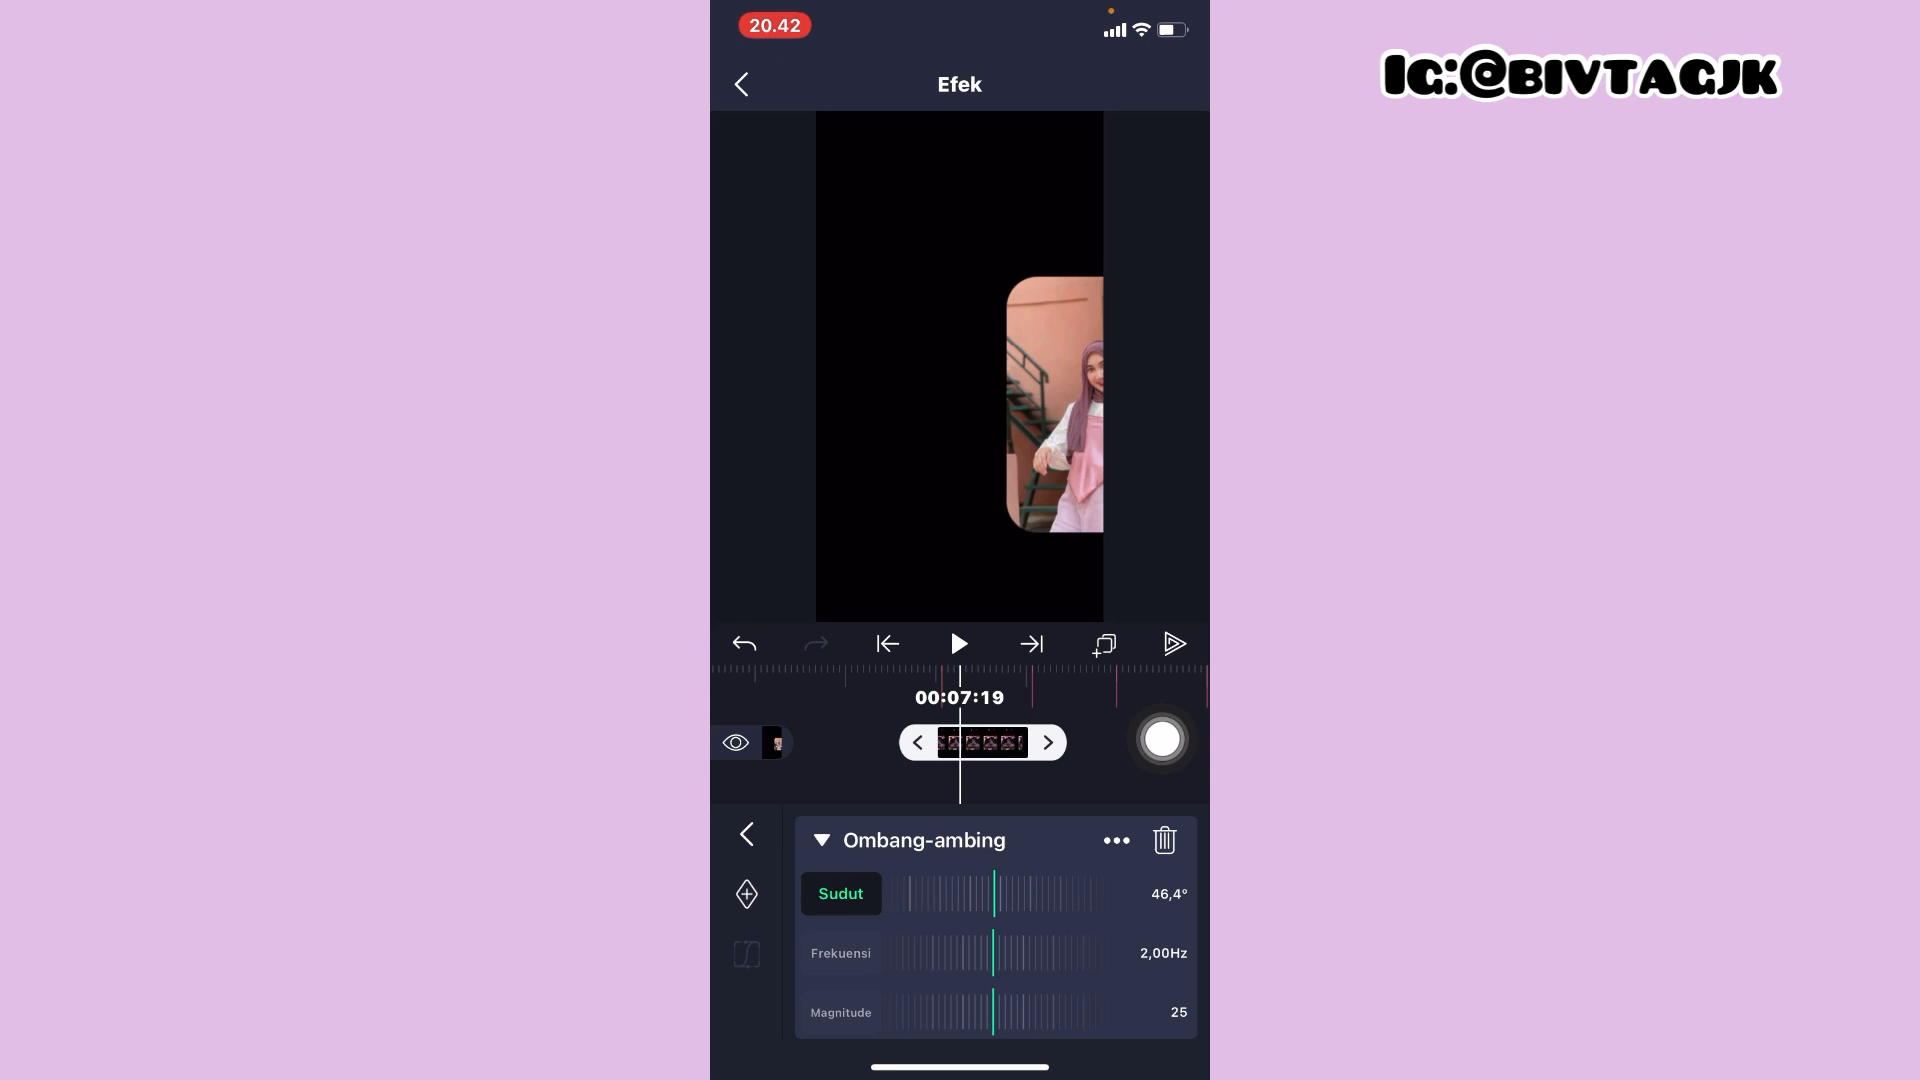 20.42
IG:@BIVTAGJK
Efek
00:07:19
Ombang-ambing
Sudut
46,4°
Frekuensi
2,00Hz
Magnitude
25